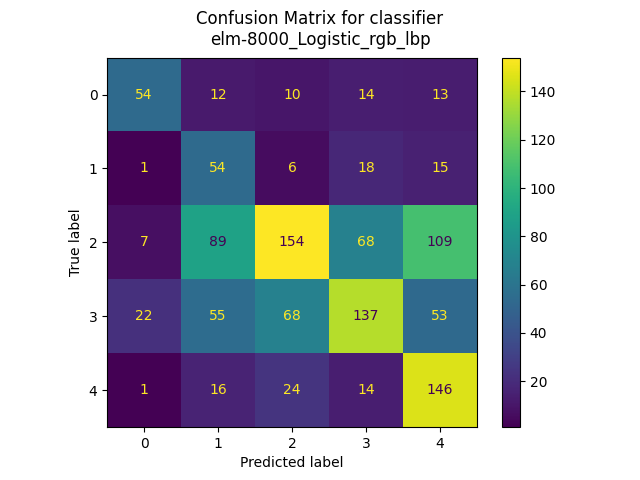 Confusion Matrix for classifier
elm-8000_Logistic_rgb_lbp
0 54 12 10 14 13
1 1 54 6 18 15
2 7 89 154 68 109
3 22 55 68 137 53
4 1 16 24 14 146
0 1 2 3 4
Predicted label
True label
140
120
100
80
60
40
20